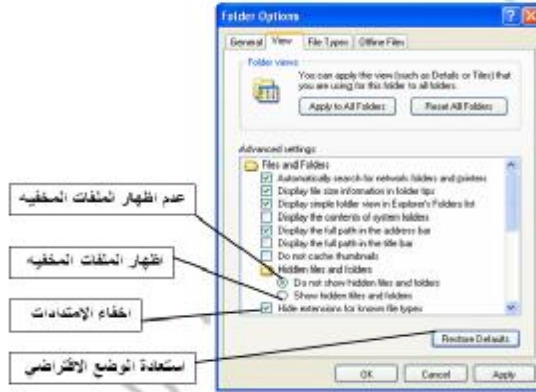 Folder Options
General View File Types Offline Files
Folder views
You can apply the view (such as Details or Tiles) that
you are using for this folder to all folders.
Apply to All Folders Reset All Folders
Advanced settings:
Files and Folders
Automatically search for network folders and printers
Display file size information in folder tips
Display simple folder view in Explorer's Folders list
Display the contents of system folders
Display the full path in the address bar
Display the full path in the title bar
Do not cache thumbnails
Hidden files and folders
Do not show hidden files and folders
Show hidden files and folders
Hide extensions for known file types
Restore Defaults
OK Cancel Apply
عدم اظهار الملفات المخفيه
اظهار الملفات المخفيه
اخفاء الامتدادات
استعادة الوضع الافتراضي